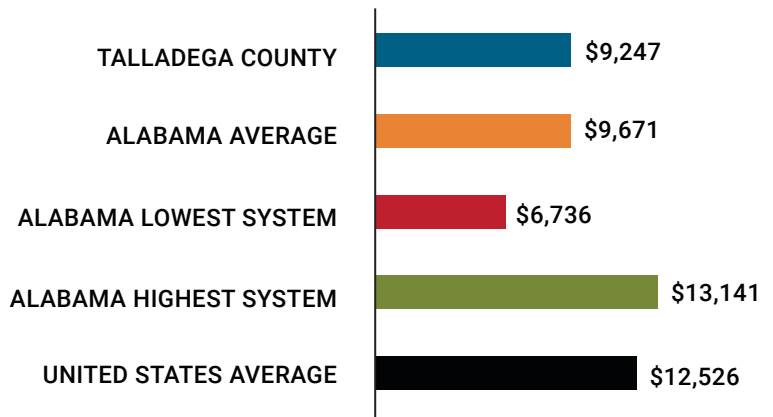 TALLADEGA COUNTY $9,247
ALABAMA AVERAGE $9,671
ALABAMA LOWEST SYSTEM $6,736
ALABAMA HIGHEST SYSTEM $13,141
UNITED STATES AVERAGE $12,526